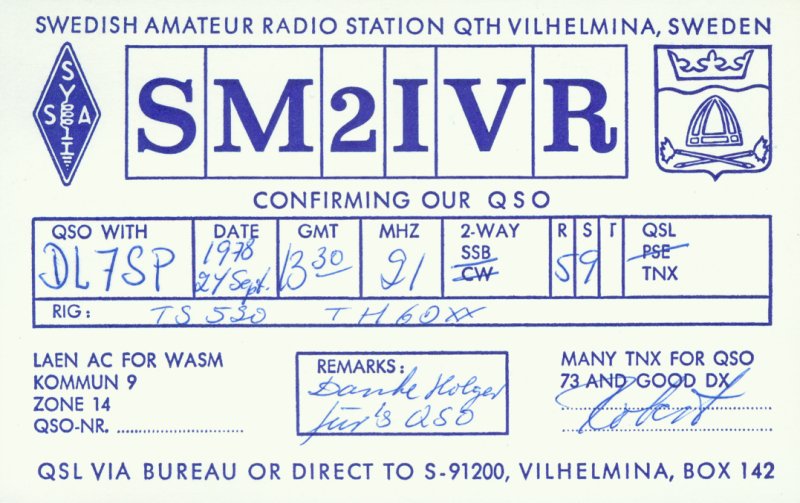 SWEDISH AMATEUR RADIO STATION QTH VILHELMINA, SWEDEN
S S A
SM2IVR
CONFIRMING OUR QSO
QSO WITH DATE GMT MHZ 2-WAY R S T QSL
DL7SP 1978 24 Sept. 13 30 21 SSB CW 5 9 PSE TNX
RIG: TS 530 TH6DXX
LAEN AC FOR WASM
KOMMUN 9
ZONE 14
QSO-NR.
REMARKS:
Danke Holger
für's QSO
MANY TNX FOR QSO
73 AND GOOD DX
Robert
QSL VIA BUREAU OR DIRECT TO S-91200, VILHELMINA, BOX 142